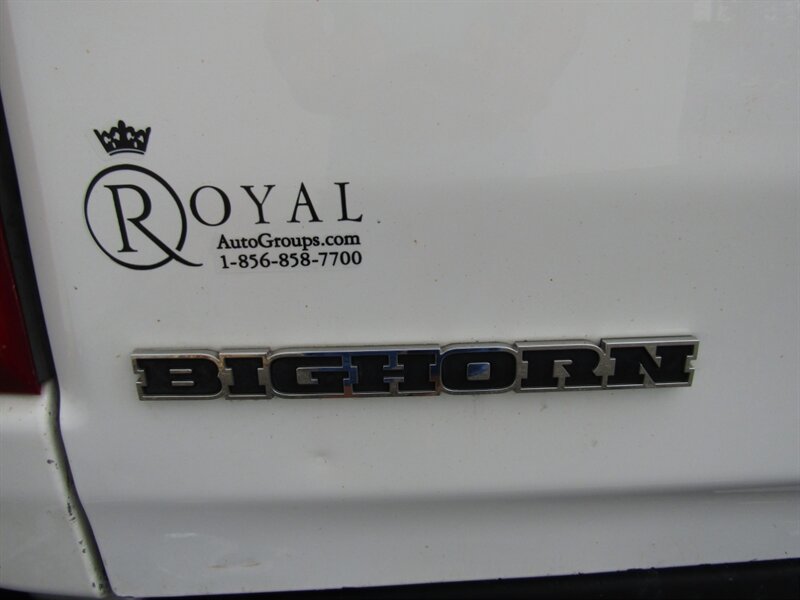 ROYAL
AutoGroups.com
1-856-858-7700
BIGHORN